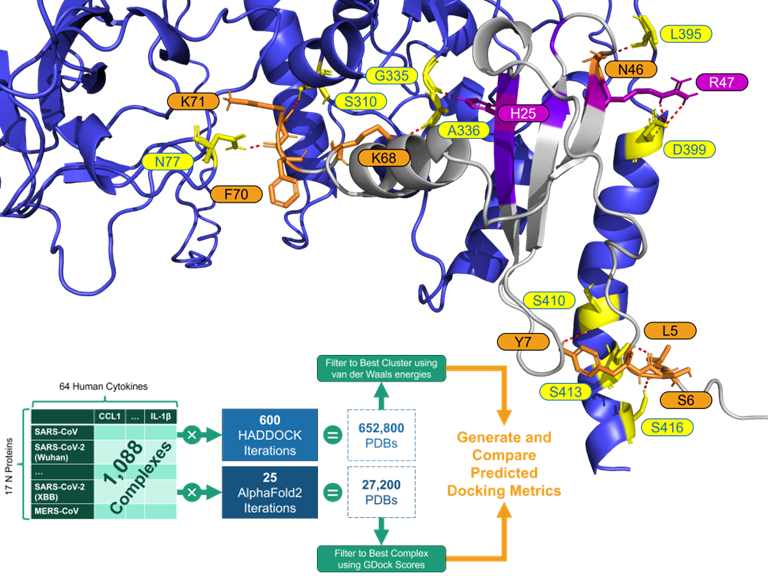 L395
N46
R47
G335
K71
S310
H25
A336
D399
K68
N77
F70
S410
Y7
L5
S413
S6
S416
Filter to Best Cluster using
van der Waals energies
64 Human Cytokines
CCL1 ... IL-1β
17 N Proteins
SARS-CoV
SARS-CoV-2
(Wuhan)
...
SARS-CoV-2
(XBB)
MERS-CoV
1,088
Complexes
600
HADDOCK
Iterations
652,800
PDBs
25
AlphaFold2
Iterations
27,200
PDBs
Generate and
Compare
Predicted
Docking Metrics
Filter to Best Complex
using GDock Scores